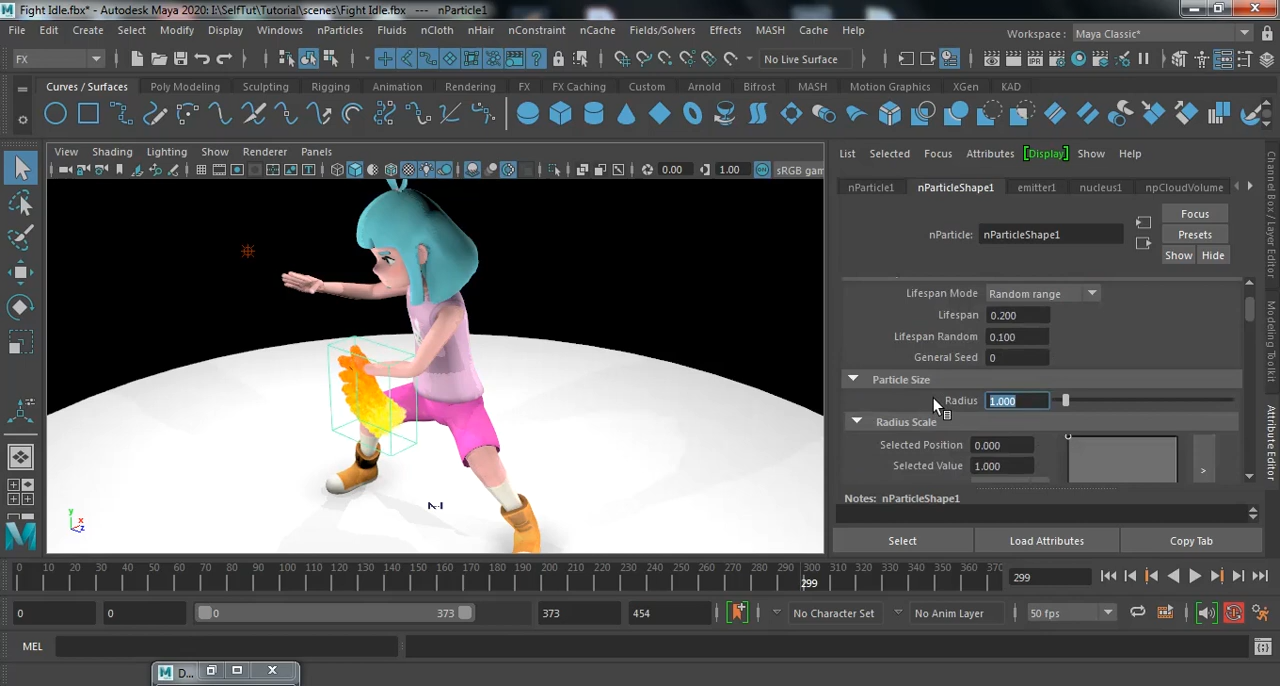 Fight Idle.fbx* - Autodesk Maya 2020: I:\SelfTut\Tutorial\scenes\Fight Idle.fbx --- nParticle1
File Edit Create Select Modify Display Windows nParticles Fluids nCloth nHair nConstraint nCache Fields/Solvers Effects MASH Cache Help Workspace : Maya Classic*
FX No Live Surface
Curves / Surfaces Poly Modeling Sculpting Rigging Animation Rendering FX FX Caching Custom Arnold Bifrost MASH Motion Graphics XGen KAD
View Shading Lighting Show Renderer Panels
0.00 1.00 sRGB gam
List Selected Focus Attributes Display Show Help
nParticle1 nParticleShape1 emitter1 nucleus1 npCloudVolume
Focus
nParticle: nParticleShape1 Presets
Show Hide
Lifespan Mode Random range
Lifespan 0.200
Lifespan Random 0.100
General Seed 0
Particle Size
Radius 1.000
Radius Scale
Selected Position 0.000
Selected Value 1.000
>
Notes: nParticleShape1
Select Load Attributes Copy Tab
Channel Box / Layer Editor
Modeling Toolkit
Attribute Editor
y
x
z
0 10 20 30 40 50 60 70 80 90 100 110 120 130 140 150 160 170 180 190 200 210 220 230 240 250 260 270 280 290 300 310 320 330 340 350 360 370
299 299
0 0 0 373 373 454 No Character Set No Anim Layer 50 fps
MEL
D...